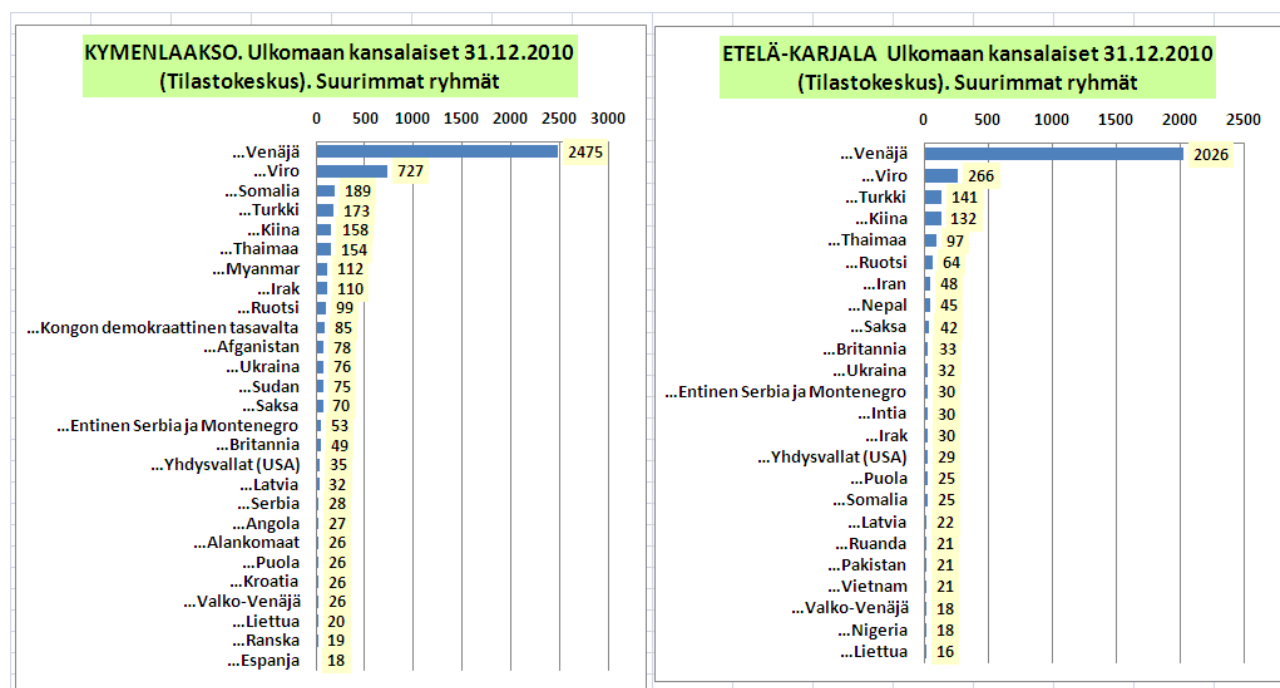 KYMENLAAKSO. Ulkomaan kansalaiset 31.12.2010
(Tilastokeskus). Suurimmat ryhmät
0 500 1000 1500 2000 2500 3000
...Venäjä 2475
...Viro 727
...Somalia 189
...Turkki 173
...Kiina 158
...Thaimaa 154
...Myanmar 112
...Irak 110
...Ruotsi 99
...Kongon demokraattinen tasavalta 85
...Afganistan 78
...Ukraina 76
...Sudan 75
...Saksa 70
...Entinen Serbia ja Montenegro 53
...Britannia 49
...Yhdysvallat (USA) 35
...Latvia 32
...Serbia 28
...Angola 27
...Alankomaat 26
...Puola 26
...Kroatia 26
...Valko-Venäjä 26
...Liettua 20
...Ranska 19
...Espanja 18
ETELÄ-KARJALA Ulkomaan kansalaiset 31.12.2010
(Tilastokeskus). Suurimmat ryhmät
0 500 1000 1500 2000 2500
...Venäjä 2026
...Viro 266
...Turkki 141
...Kiina 132
...Thaimaa 97
...Ruotsi 64
...Iran 48
...Nepal 45
...Saksa 42
...Britannia 33
...Ukraina 32
...Entinen Serbia ja Montenegro 30
...Intia 30
...Irak 30
...Yhdysvallat (USA) 29
...Puola 25
...Somalia 25
...Latvia 22
...Ruanda 21
...Pakistan 21
...Vietnam 21
...Valko-Venäjä 18
...Nigeria 18
...Liettua 16